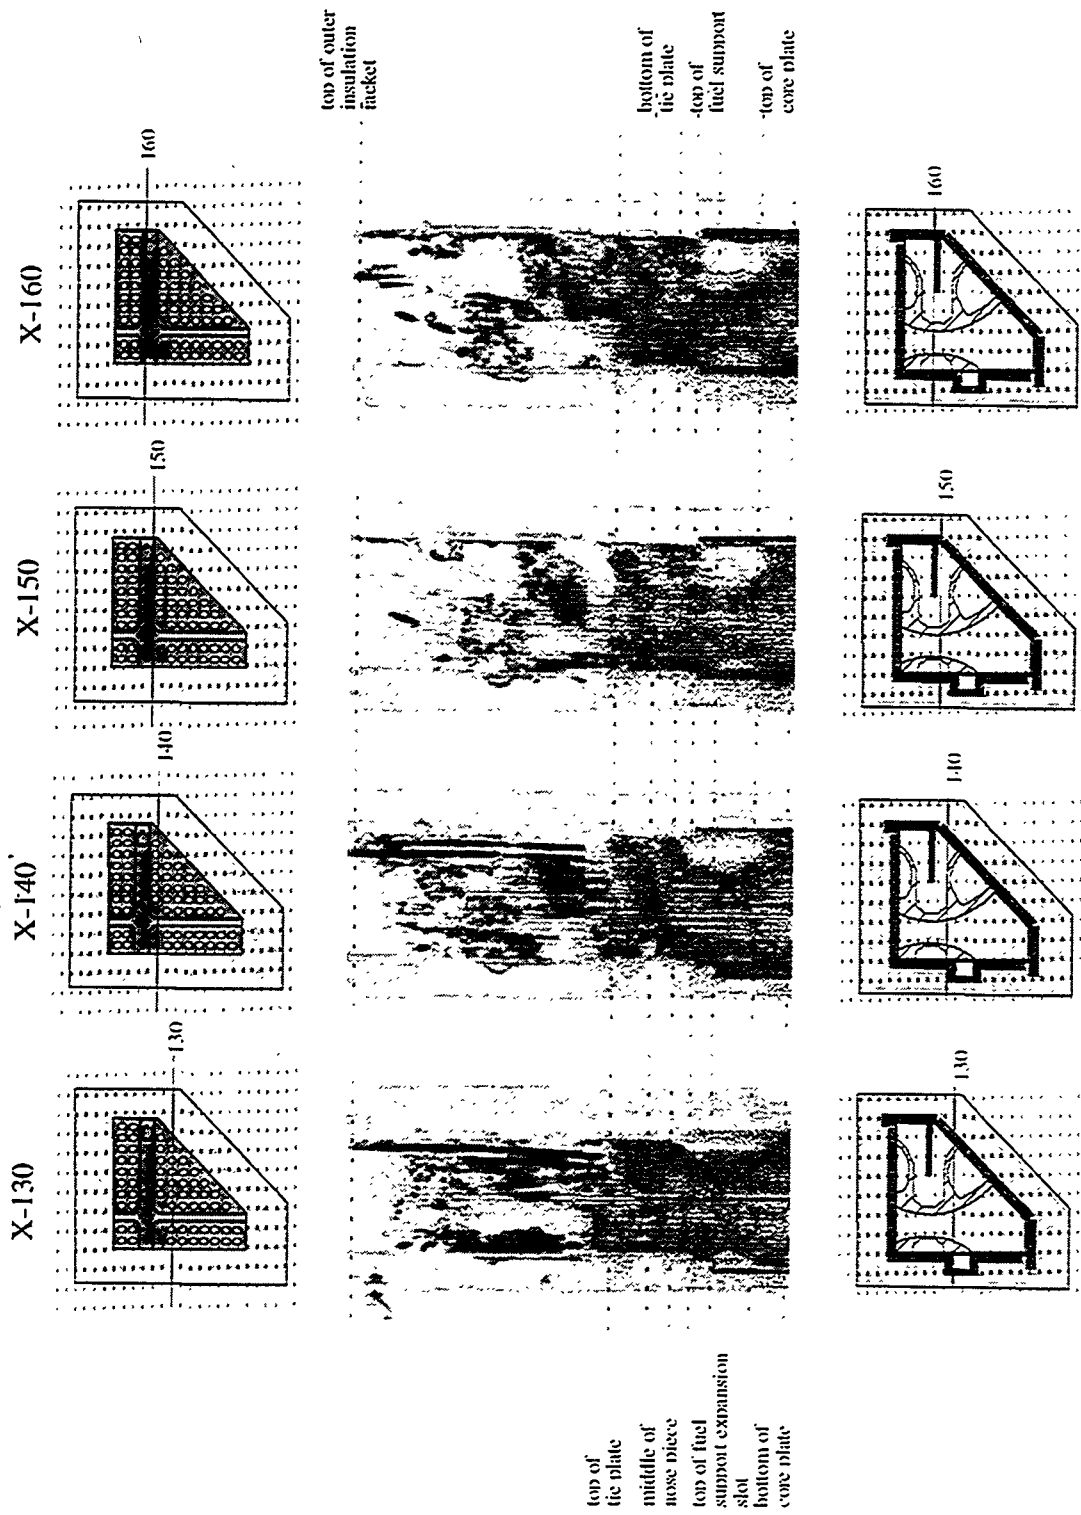 X-160
160
top of outer
insulation
jacket
bottom of
tie plate
top of
fuel support
top of
core plate
160
X-150
150
150
X-140
140
140
X-130
130
130
top of
tie plate
middle of
nose piece
top of fuel
support expansion
slot
bottom of
core plate